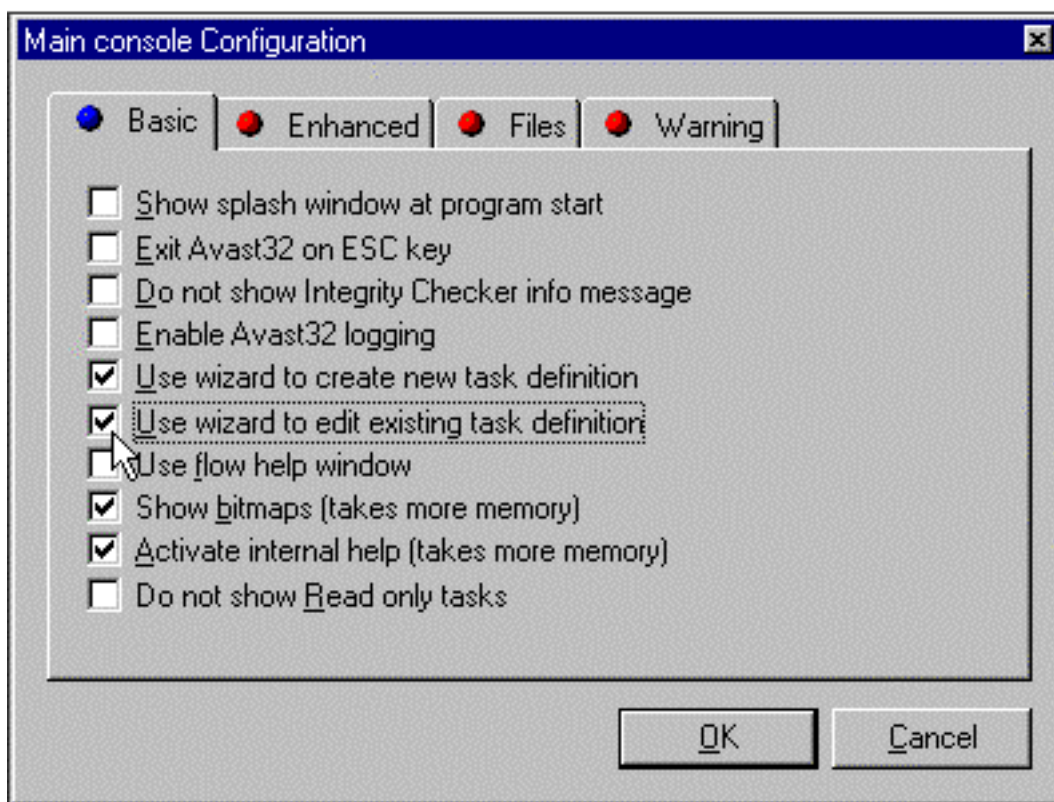 Main console Configuration
Basic Enhanced Files Warning
Show splash window at program start
Exit Avast32 on ESC key
Do not show Integrity Checker info message
Enable Avast32 logging
Use wizard to create new task definition
Use wizard to edit existing task definition
Use flow help window
Show bitmaps (takes more memory)
Activate internal help (takes more memory)
Do not show Read only tasks
OK Cancel